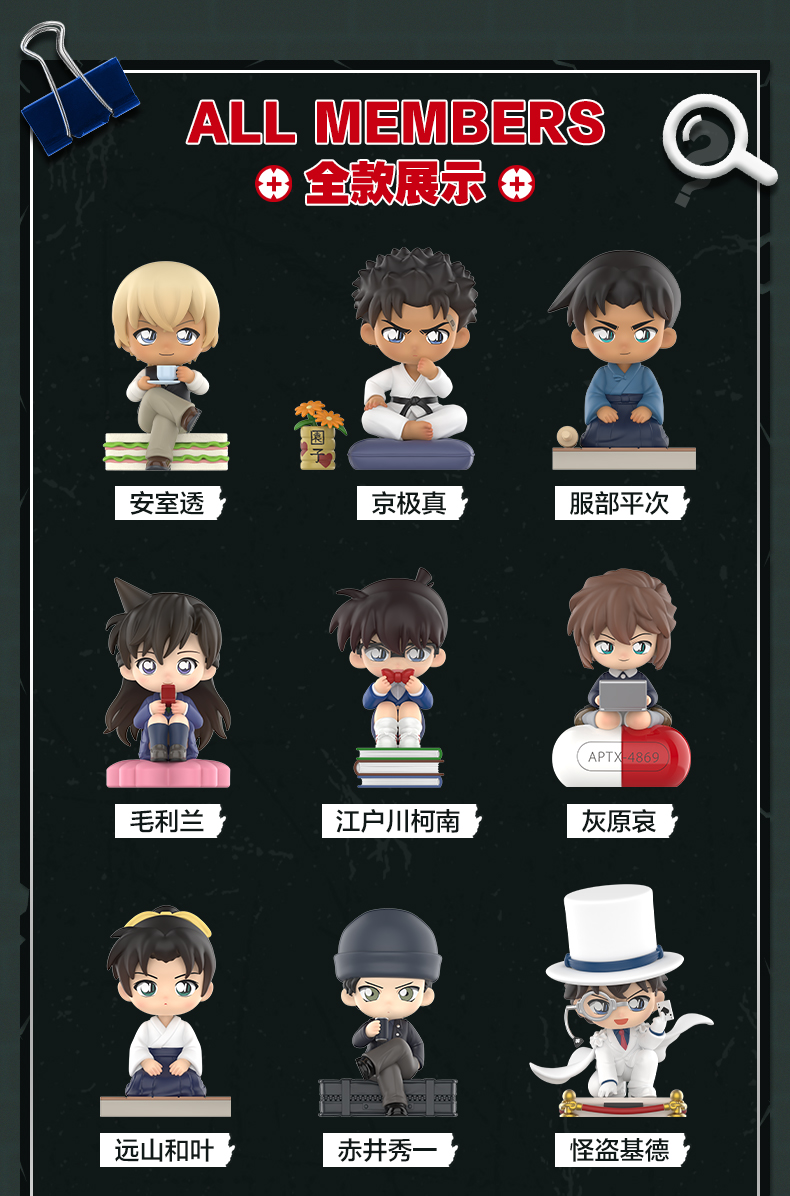 ALL MEMBERS
全款展示
園
子
安室透
京极真
服部平次
APTX-4869
毛利兰
江户川柯南
灰原哀
远山和叶
赤井秀一
怪盗基德